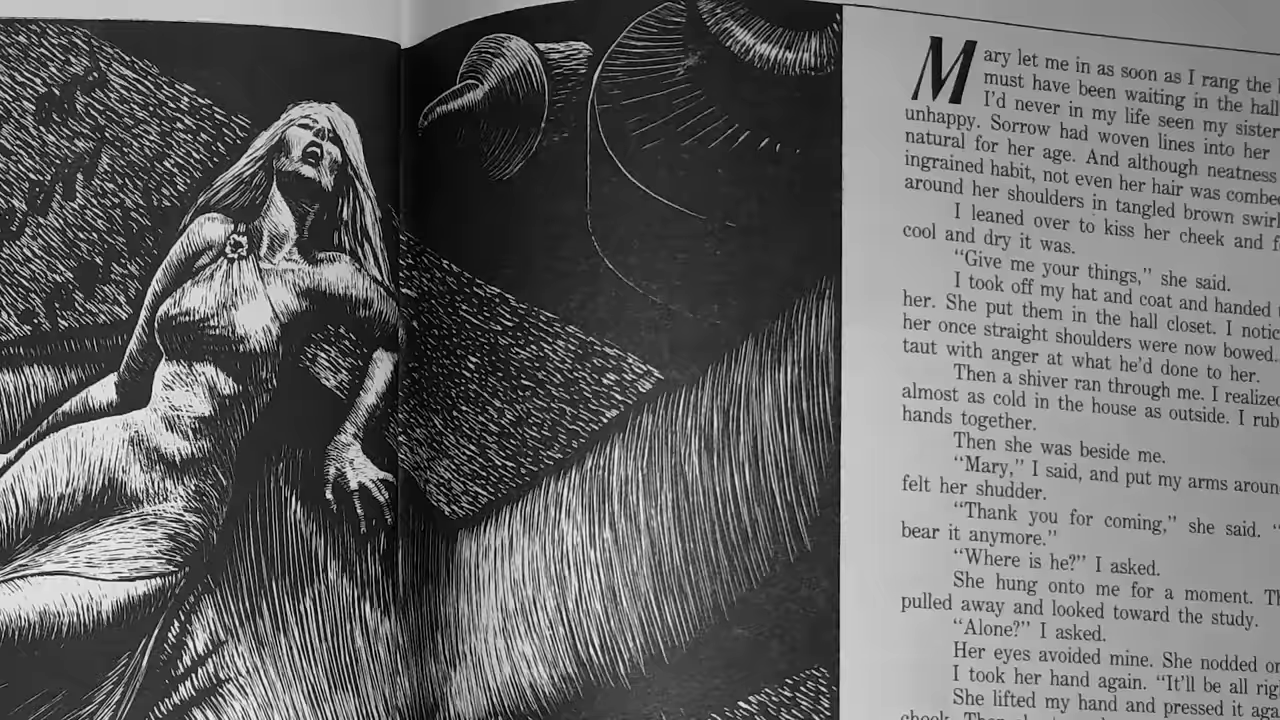 Mary let me in as soon as I rang the
must have been waiting in the hall
I'd never in my life seen my sister
unhappy. Sorrow had woven lines into her
natural for her age. And although neatness
ingrained habit, not even her hair was combe
around her shoulders in tangled brown swirl
I leaned over to kiss her cheek and f
cool and dry it was.
“Give me your things,” she said.
I took off my hat and coat and handed
her. She put them in the hall closet. I notic
her once straight shoulders were now bowed.
taut with anger at what he'd done to her.
Then a shiver ran through me. I realized
almost as cold in the house as outside. I rub
hands together.
Then she was beside me.
“Mary,” I said, and put my arms aroun
felt her shudder.
“Thank you for coming,” she said. “
bear it anymore.”
“Where is he?” I asked.
She hung onto me for a moment. Th
pulled away and looked toward the study.
“Alone?” I asked.
Her eyes avoided mine. She nodded on
I took her hand again. “It'll be all rig
She lifted my hand and pressed it aga